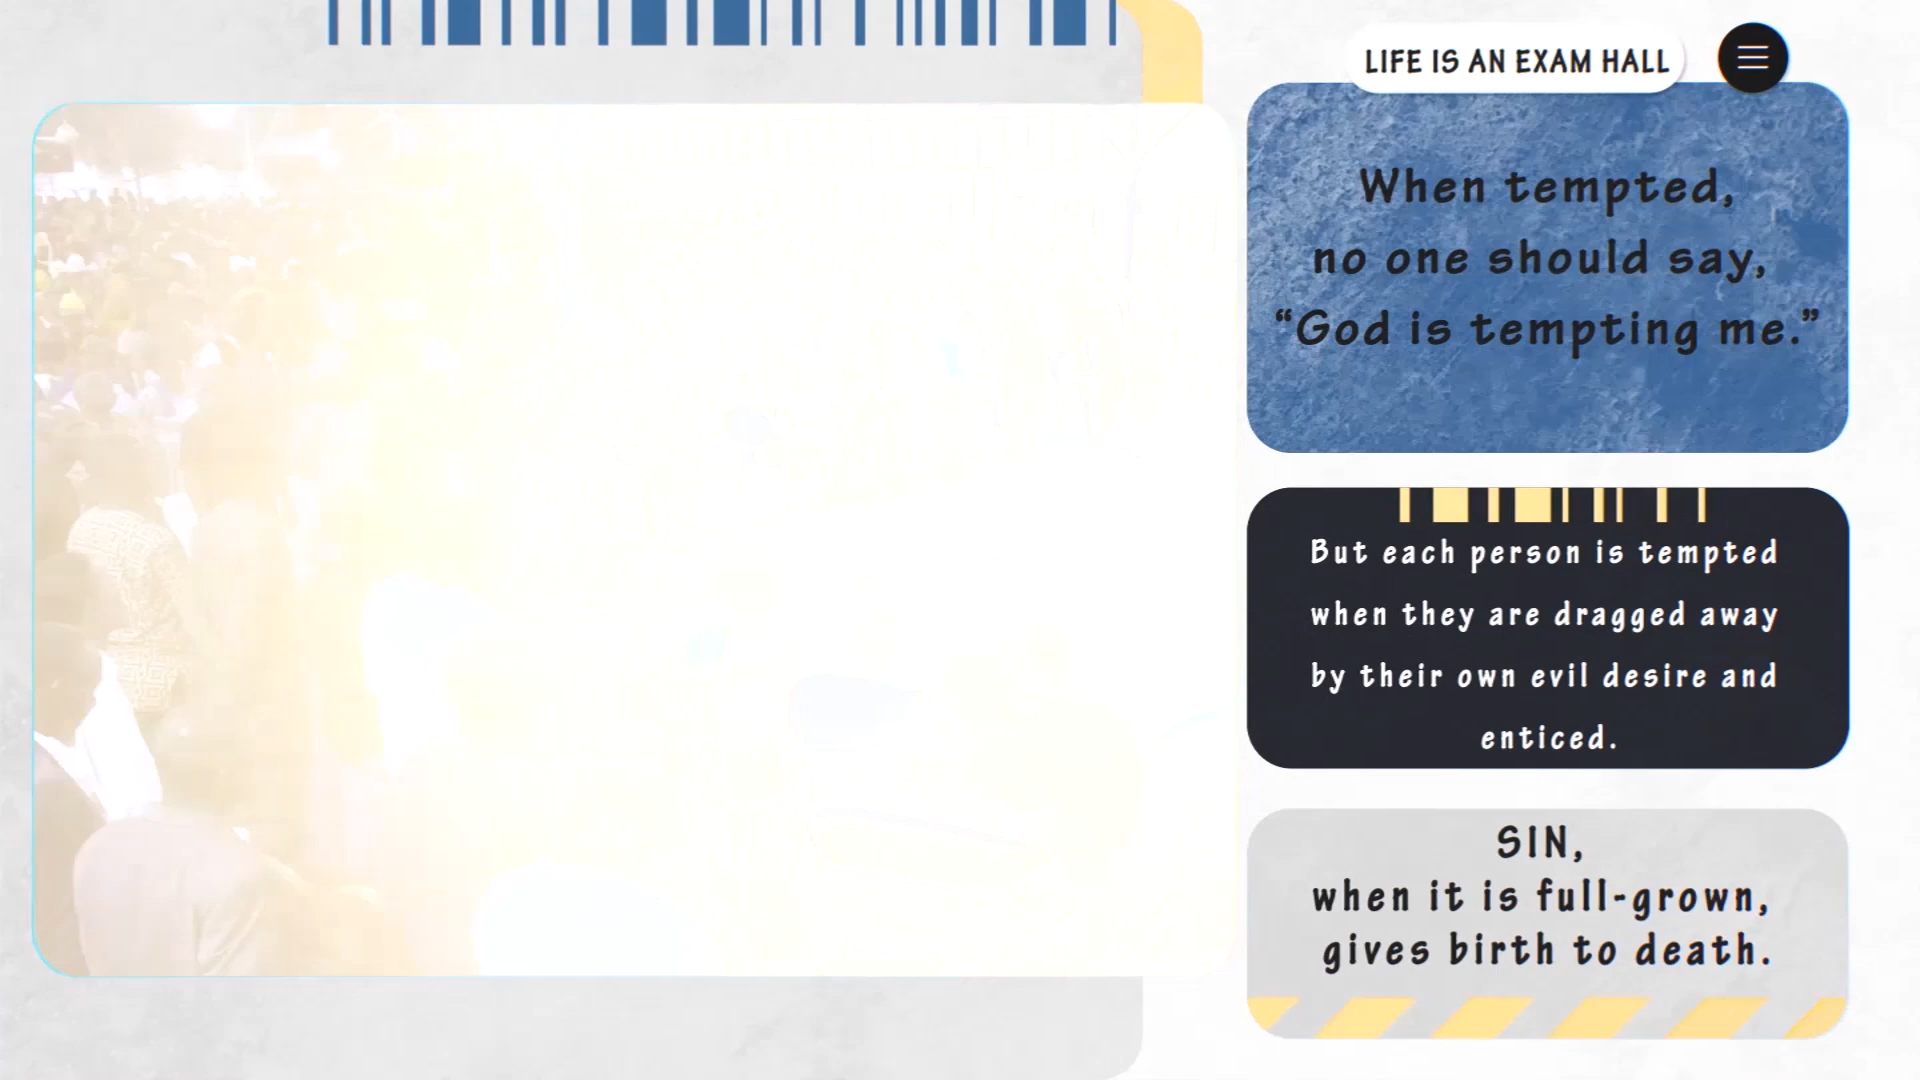 LIFE IS AN EXAM HALL
When tempted,
no one should say,
“God is tempting me.”
But each person is tempted
when they are dragged away
by their own evil desire and
enticed.
SIN,
when it is full-grown,
gives birth to death.